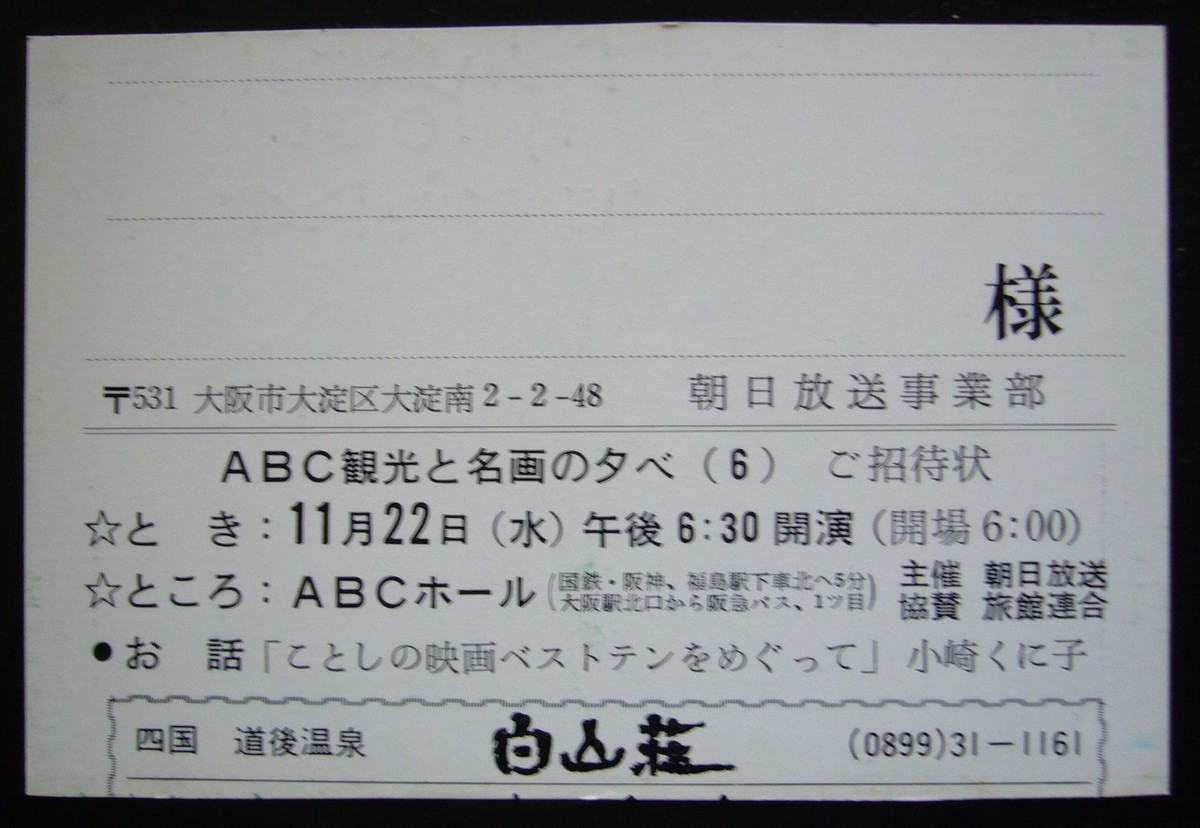 様
〒531 大阪市大淀区大淀南2-2-48 朝日放送事業部
ABC観光と名画の夕べ(6) ご招待状
☆と き:11月22日(水)午後6:30開演(開場6:00)
☆ところ:ABCホール(国鉄・阪神、福島駅下車北へ5分 大阪駅北口から阪急バス、1ツ目)
主催 朝日放送
協賛 旅館連合
●お 話「ことしの映画ベストテンをめぐって」 小崎くに子
四国 道後温泉 白山荘 (0899)31-1161